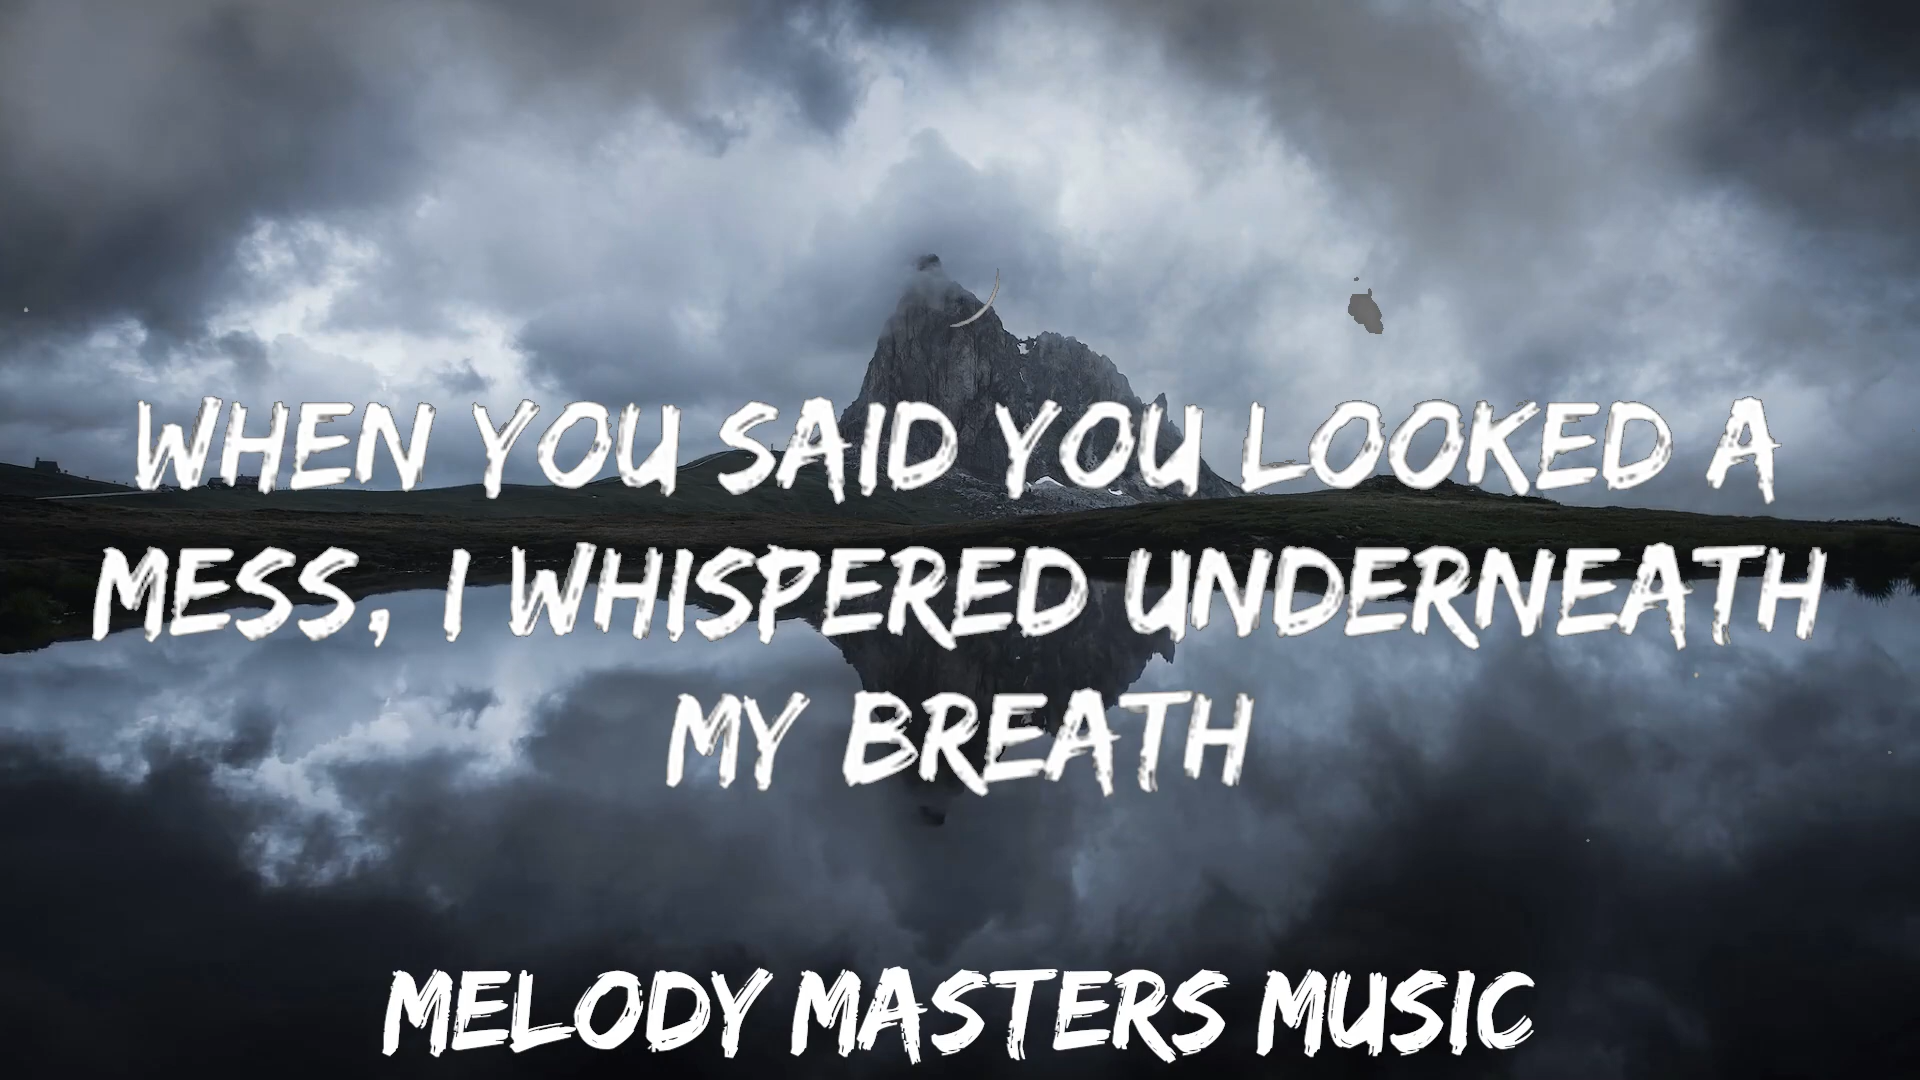 WHEN YOU SAID YOU LOOKED A
MESS, I WHISPERED UNDERNEATH
MY BREATH
MELODY MASTERS MUSIC